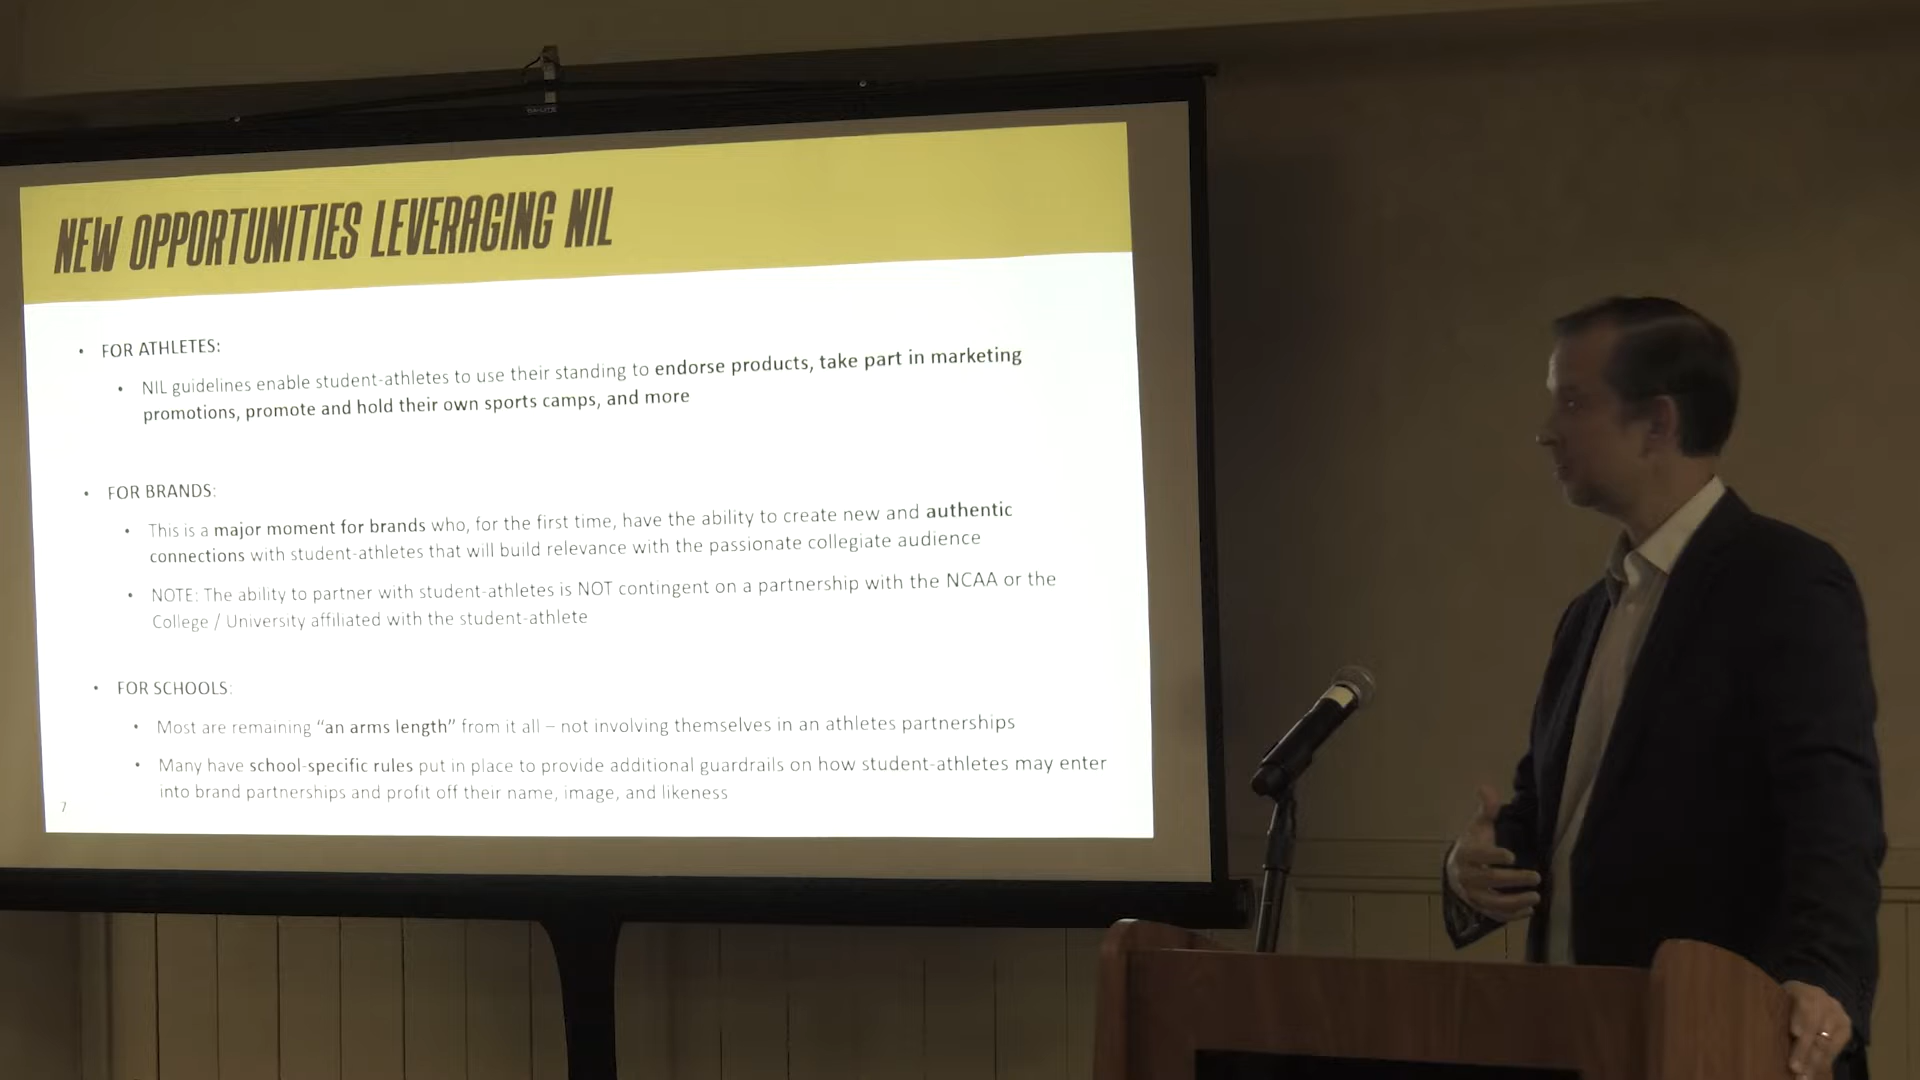 NEW OPPORTUNITIES LEVERAGING NIL
• FOR ATHLETES:
• NIL guidelines enable student-athletes to use their standing to endorse products, take part in marketing
promotions, promote and hold their own sports camps, and more
• FOR BRANDS:
• This is a major moment for brands who, for the first time, have the ability to create new and authentic
connections with student-athletes that will build relevance with the passionate collegiate audience
• NOTE: The ability to partner with student-athletes is NOT contingent on a partnership with the NCAA or the
College / University affiliated with the student-athlete
• FOR SCHOOLS:
• Most are remaining “an arms length” from it all – not involving themselves in an athletes partnerships
• Many have school-specific rules put in place to provide additional guardrails on how student-athletes may enter
into brand partnerships and profit off their name, image, and likeness
7